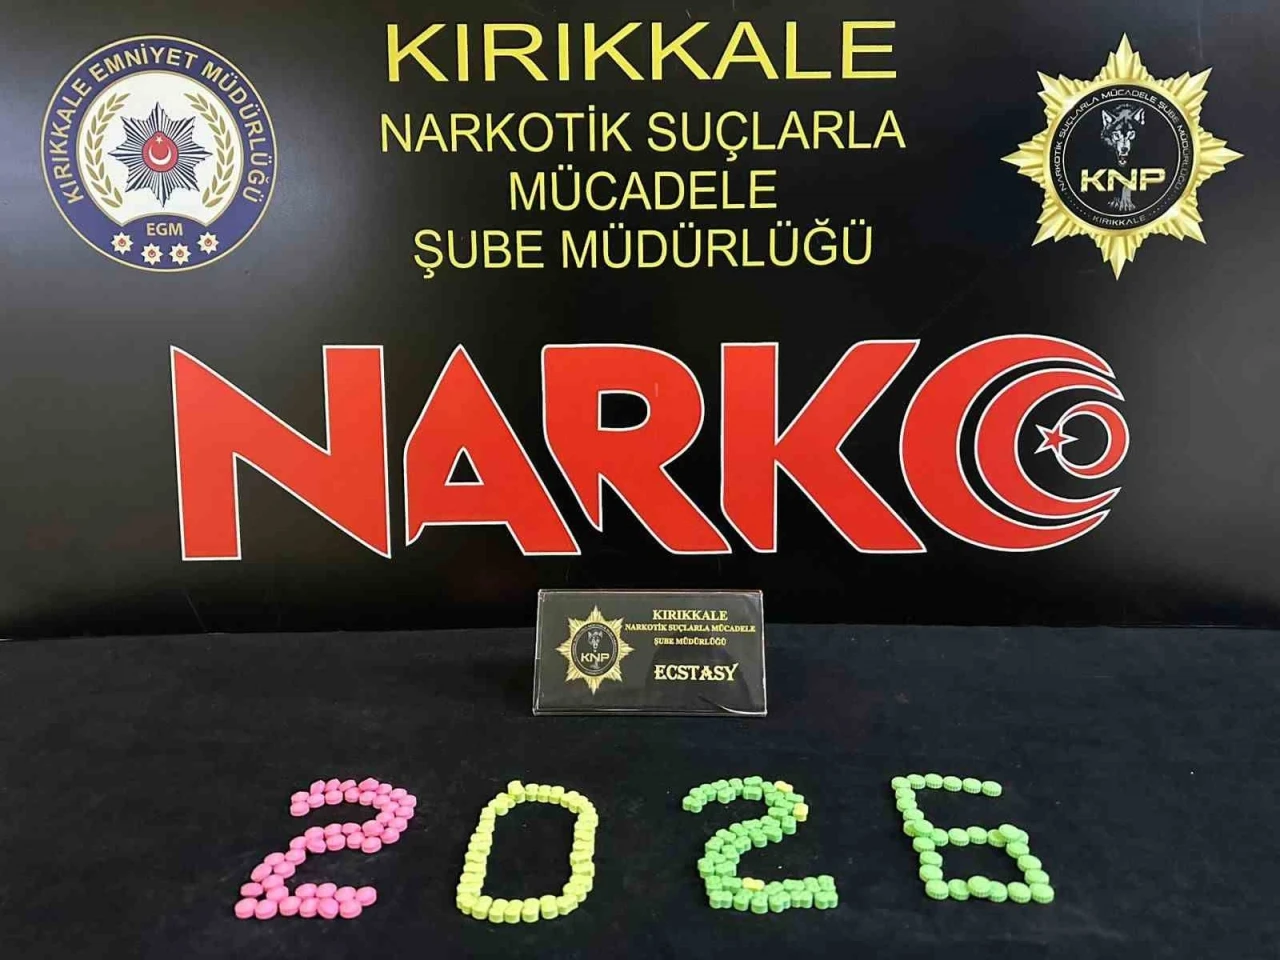 KIRIKKALE
NARKOTİK SUÇLARLA
MÜCADELE
ŞUBE MÜDÜRLÜĞÜ
KIRIKKALE EMNİYET MÜDÜRLÜĞÜ
EGM
NARKOTİK SUÇLARLA MÜCADELE ŞUBE MÜDÜRLÜĞÜ
KNP
KIRIKKALE
NARKO
KIRIKKALE
NARKOTİK SUÇLARLA MÜCADELE
ŞUBE MÜDÜRLÜĞÜ
KNP
ECSTASY
2026